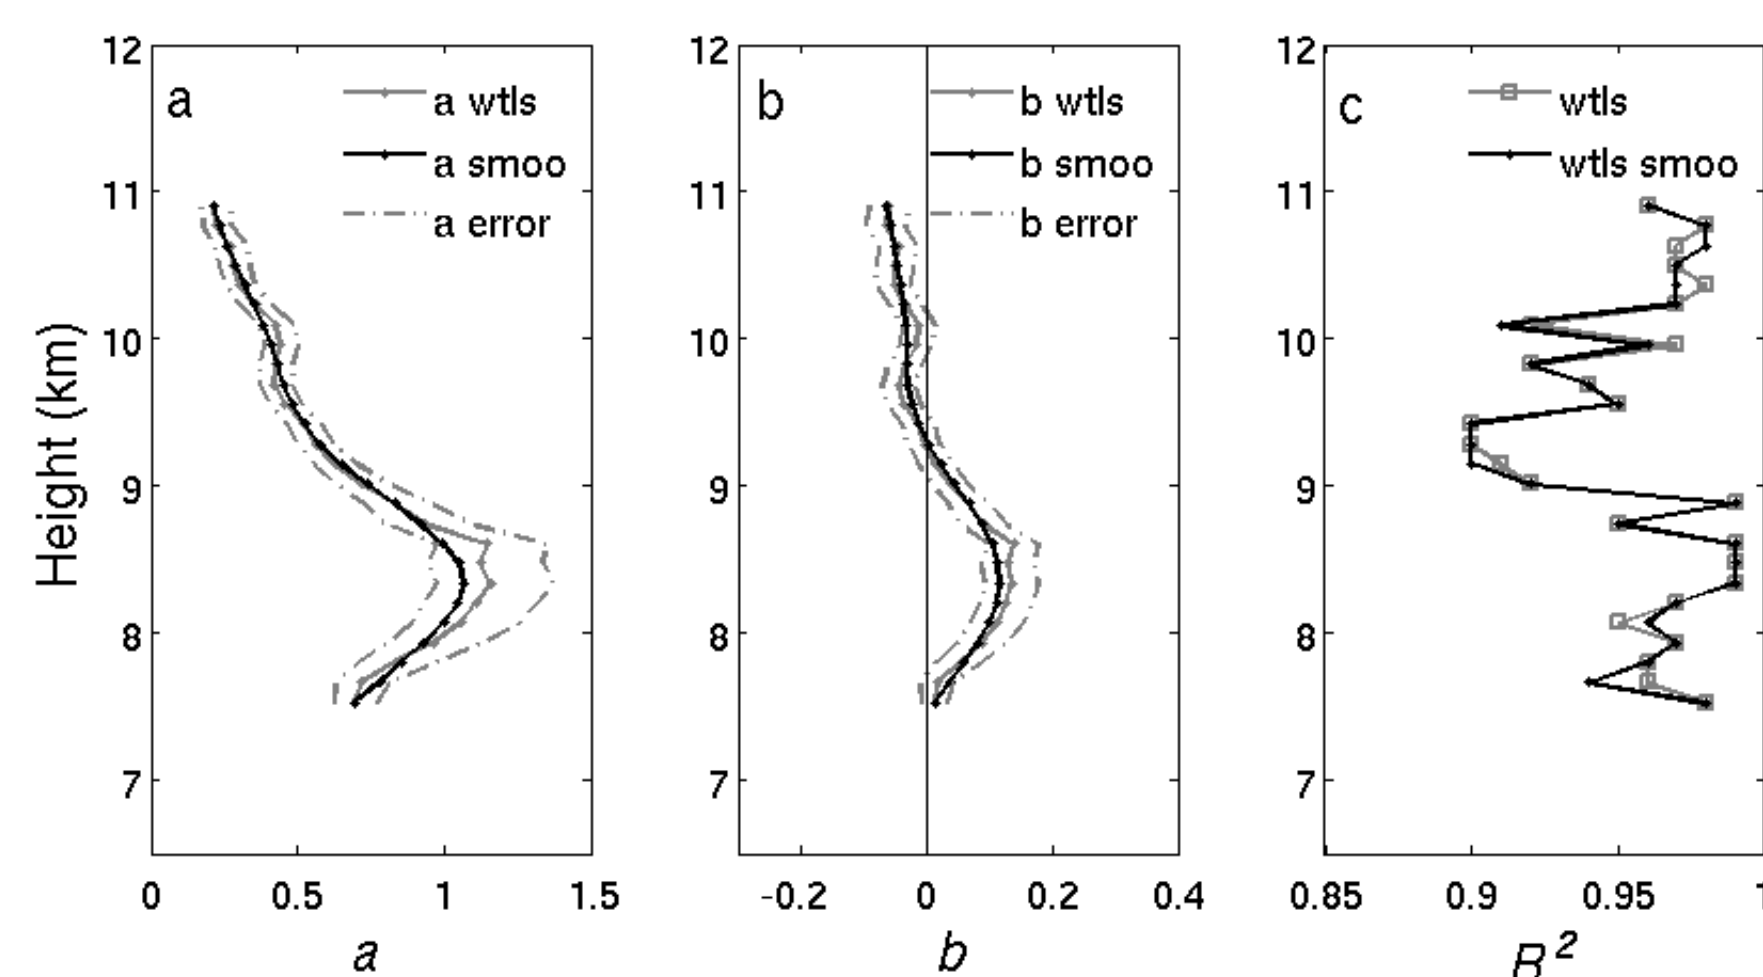 Height (km)
12
11
10
9
8
7
0
0.5
1
1.5
a
a
a wtls
a smoo
a error
12
11
10
9
8
7
-0.2
0
0.2
0.4
b
b
b wtls
b smoo
b error
12
11
10
9
8
7
0.85
0.9
0.95
c
wtls
wtls smoo
R²